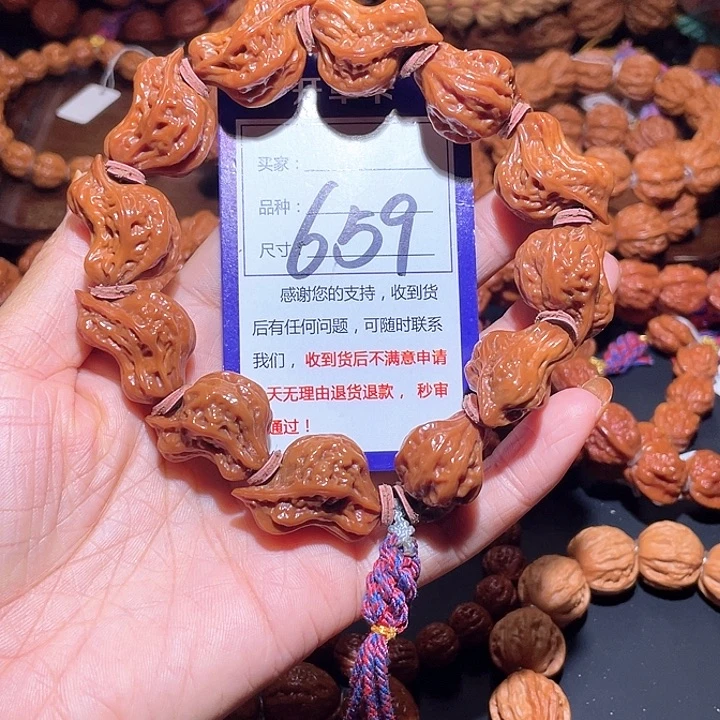 买家：
品种：
尺寸
659
感谢您的支持，收到货
后有任何问题，可随时联系
我们，收到货后不满意申请
天无理由退货退款，秒审
通过！